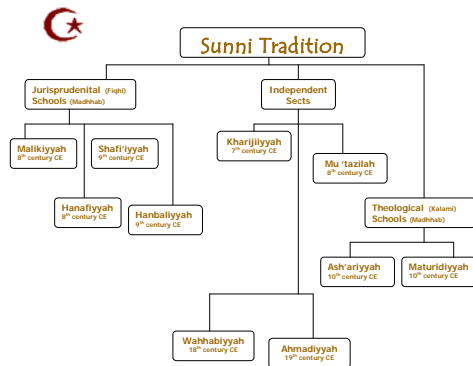 Sunni Tradition
Jurisprudenital (Fiqhi)
Schools (Madhhab)
Independent
Sects
Malikiyyah
8th century CE
Shafi'iyyah
9th century CE
Kharijiiyyah
7th century CE
Mu 'tazilah
8th century CE
Hanafiyyah
8th century CE
Hanbaliyyah
9th century CE
Theological (Kalami)
Schools (Madhhab)
Ash'ariyyah
10th century CE
Maturidiyyah
10th century CE
Wahhabiyyah
18th century CE
Ahmadiyyah
19th century CE